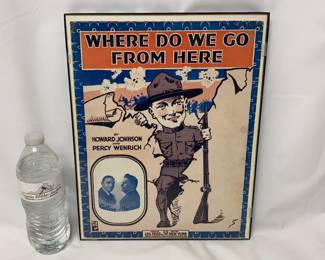 WHERE DO WE GO
FROM HERE
BY
HOWARD JOHNSON
AND
PERCY WENRICH